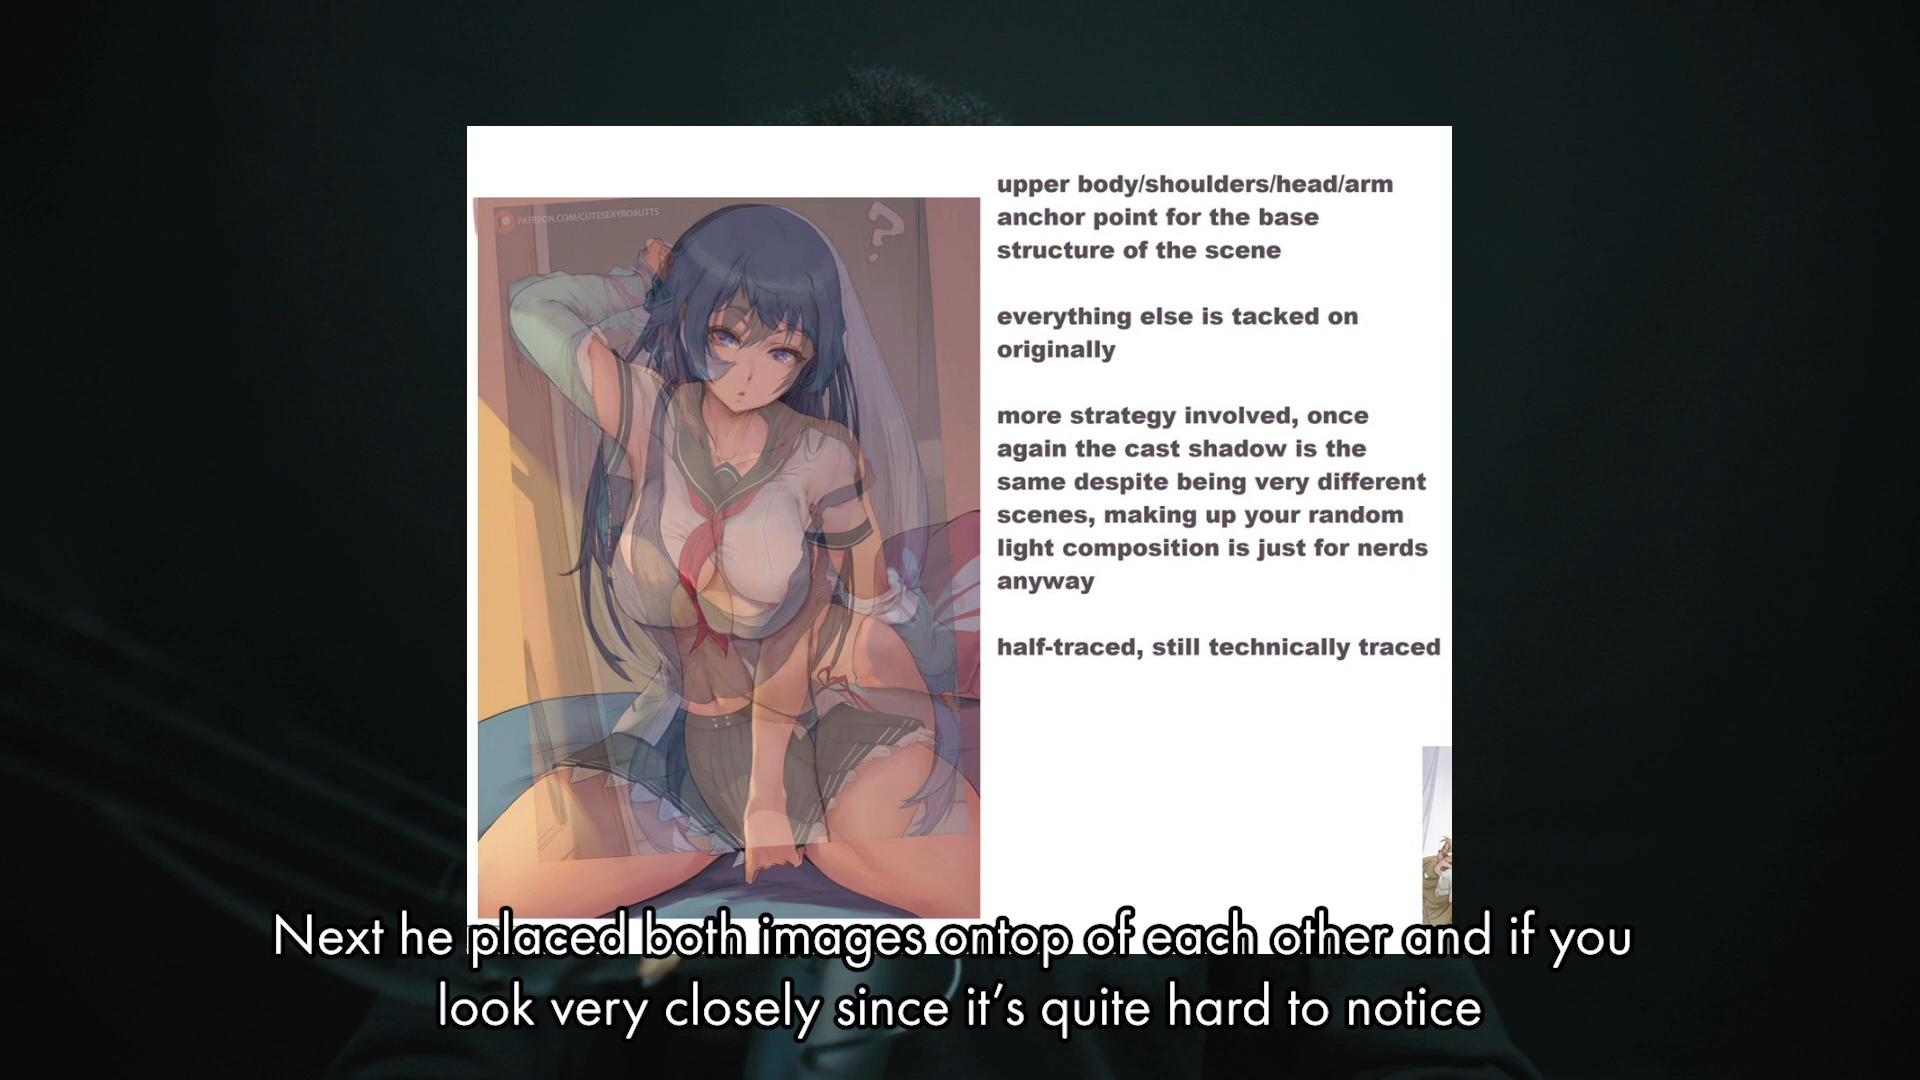 PATREON.COM/CUTESEXYROBUTTS
?
upper body/shoulders/head/arm
anchor point for the base
structure of the scene
everything else is tacked on
originally
more strategy involved, once
again the cast shadow is the
same despite being very different
scenes, making up your random
light composition is just for nerds
anyway
half-traced, still technically traced
Next he placed both images ontop of each other and if you
look very closely since it's quite hard to notice